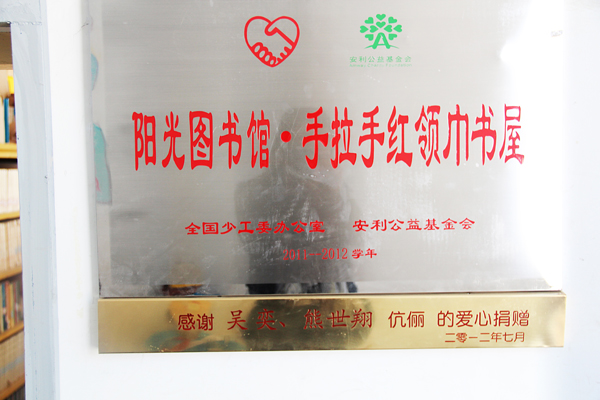 安利公益基金会
阳光图书馆·手拉手红领巾书屋
全国少工委办公室 安利公益基金会
2011—2012学年
感谢 吴奕、熊世翔 伉俪 的爱心捐赠
二零一二年七月